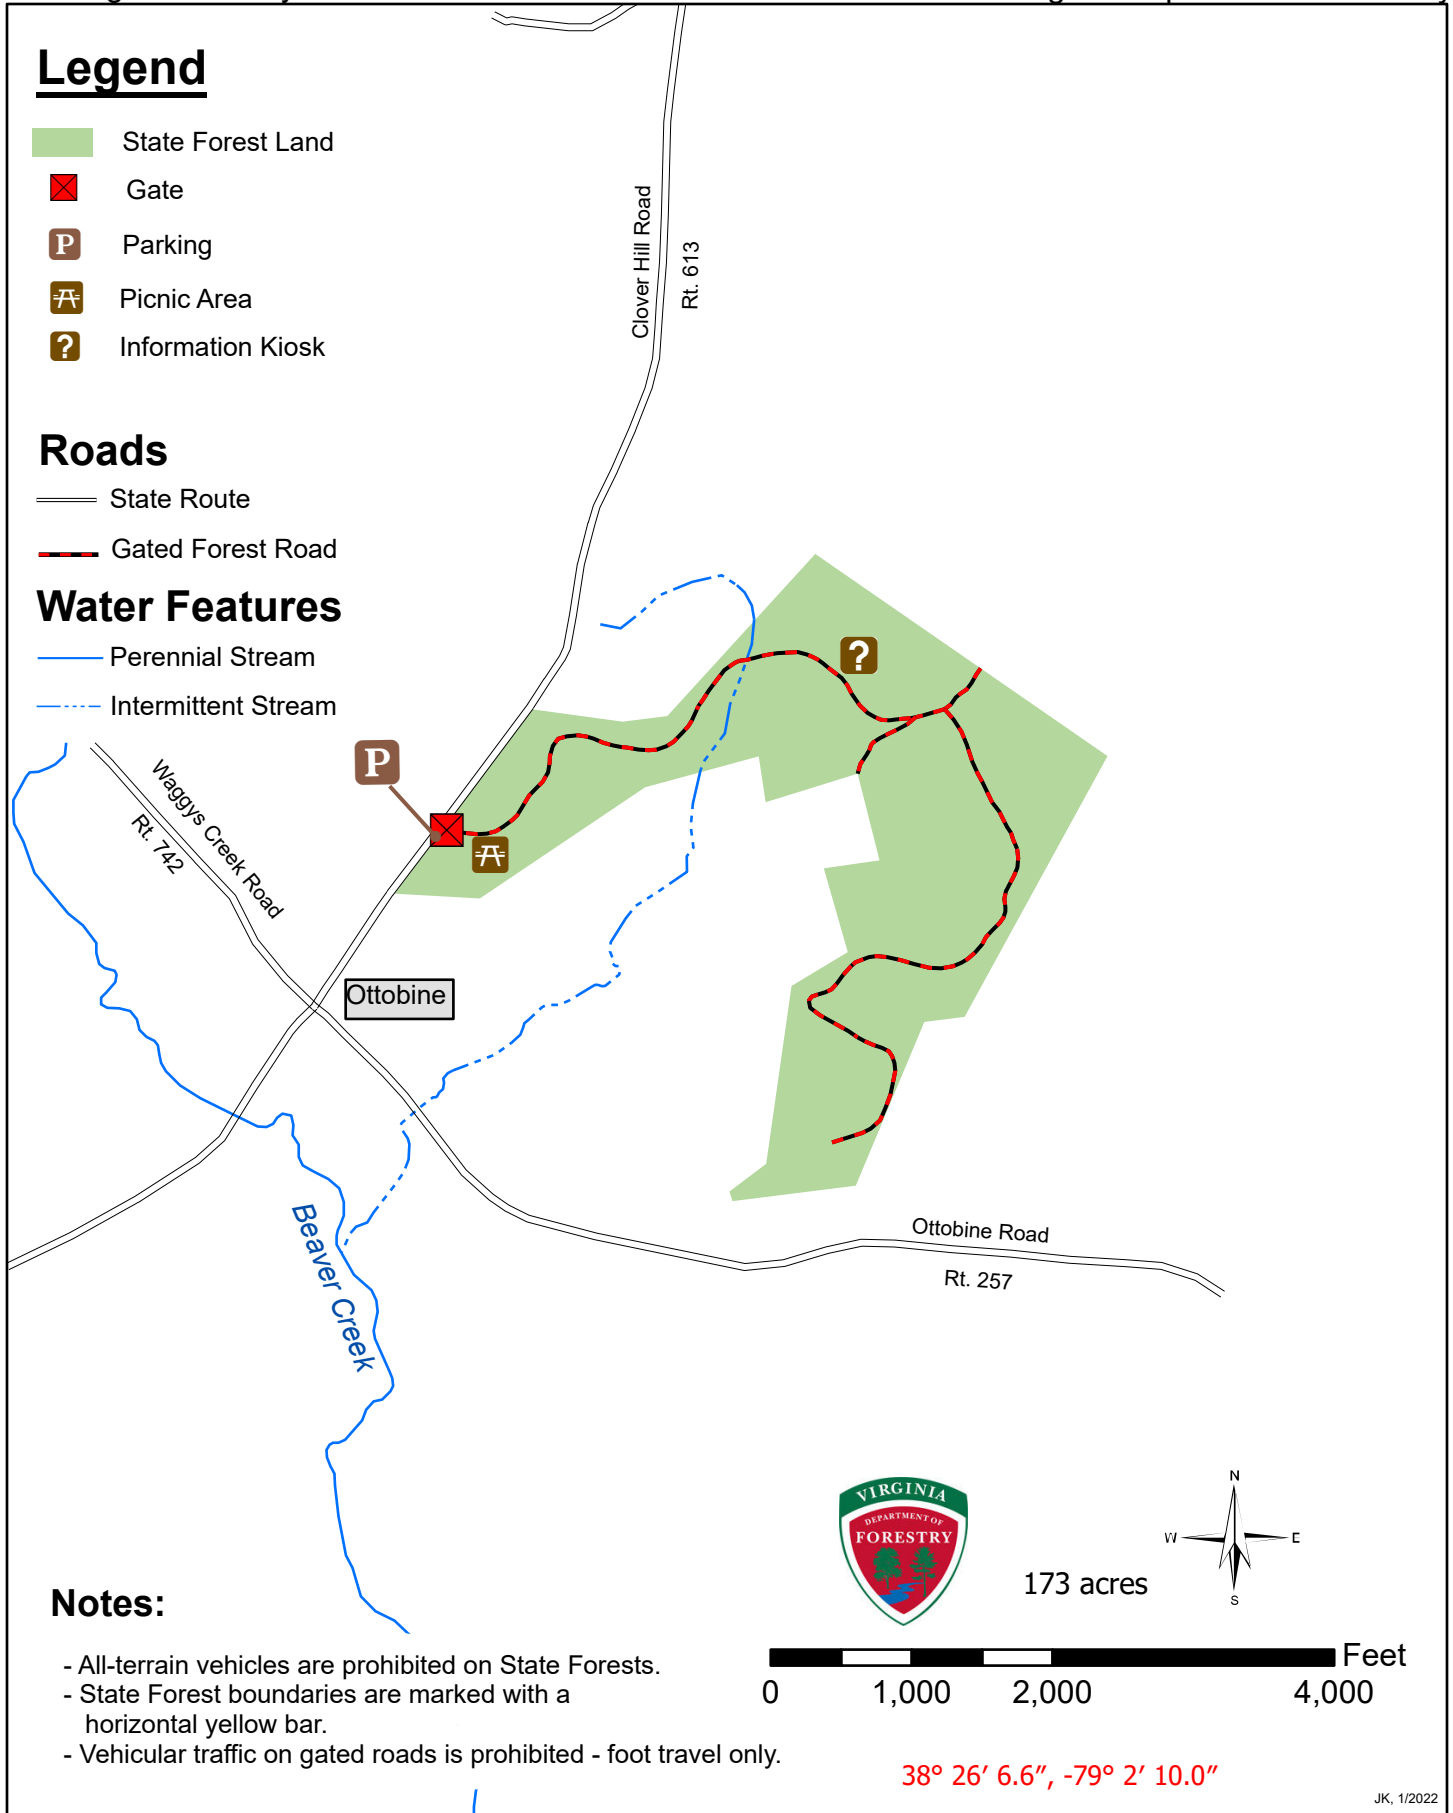 Legend
State Forest Land
Gate
P
Parking
Picnic Area
?
Information Kiosk
Roads
State Route
Gated Forest Road
Water Features
Perennial Stream
Intermittent Stream
Clover Hill Road
Rt. 613
?
P
Waggys Creek Road
Rt. 742
Ottobine
Ottobine Road
Rt. 257
Beaver Creek
VIRGINIA
DEPARTMENT OF
FORESTRY
173 acres
N
W
E
S
Feet
0
1,000
2,000
4,000
Notes:
- All-terrain vehicles are prohibited on State Forests.
- State Forest boundaries are marked with a
horizontal yellow bar.
- Vehicular traffic on gated roads is prohibited - foot travel only.
38° 26′ 6.6″, -79° 2′ 10.0″
JK, 1/2022